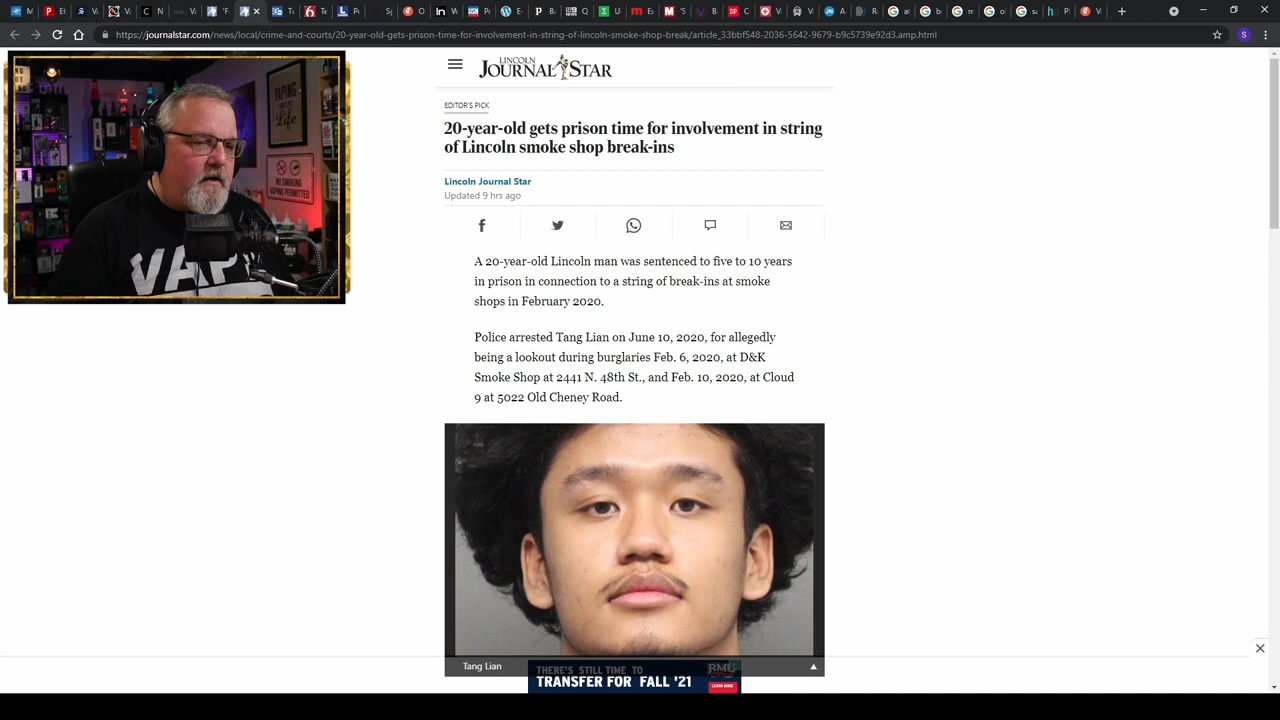 https://journalstar.com/news/local/crime-and-courts/20-year-old-gets-prison-time-for-involvement-in-string-of-lincoln-smoke-shop-break/article_33bbf548-2036-5642-9679-b9c5739e92d3.amp.html
VAPING
Life
NO SMOKING
VAPING PERMITTED
VAPE
LINCOLN
JOURNAL STAR
EDITOR'S PICK
20-year-old gets prison time for involvement in string
of Lincoln smoke shop break-ins
Lincoln Journal Star
Updated 9 hrs ago
A 20-year-old Lincoln man was sentenced to five to 10 years
in prison in connection to a string of break-ins at smoke
shops in February 2020.
Police arrested Tang Lian on June 10, 2020, for allegedly
being a lookout during burglaries Feb. 6, 2020, at D&K
Smoke Shop at 2441 N. 48th St., and Feb. 10, 2020, at Cloud
9 at 5022 Old Cheney Road.
Tang Lian
THERE'S STILL TIME TO
TRANSFER FOR FALL '21
RMU
LEARN MORE